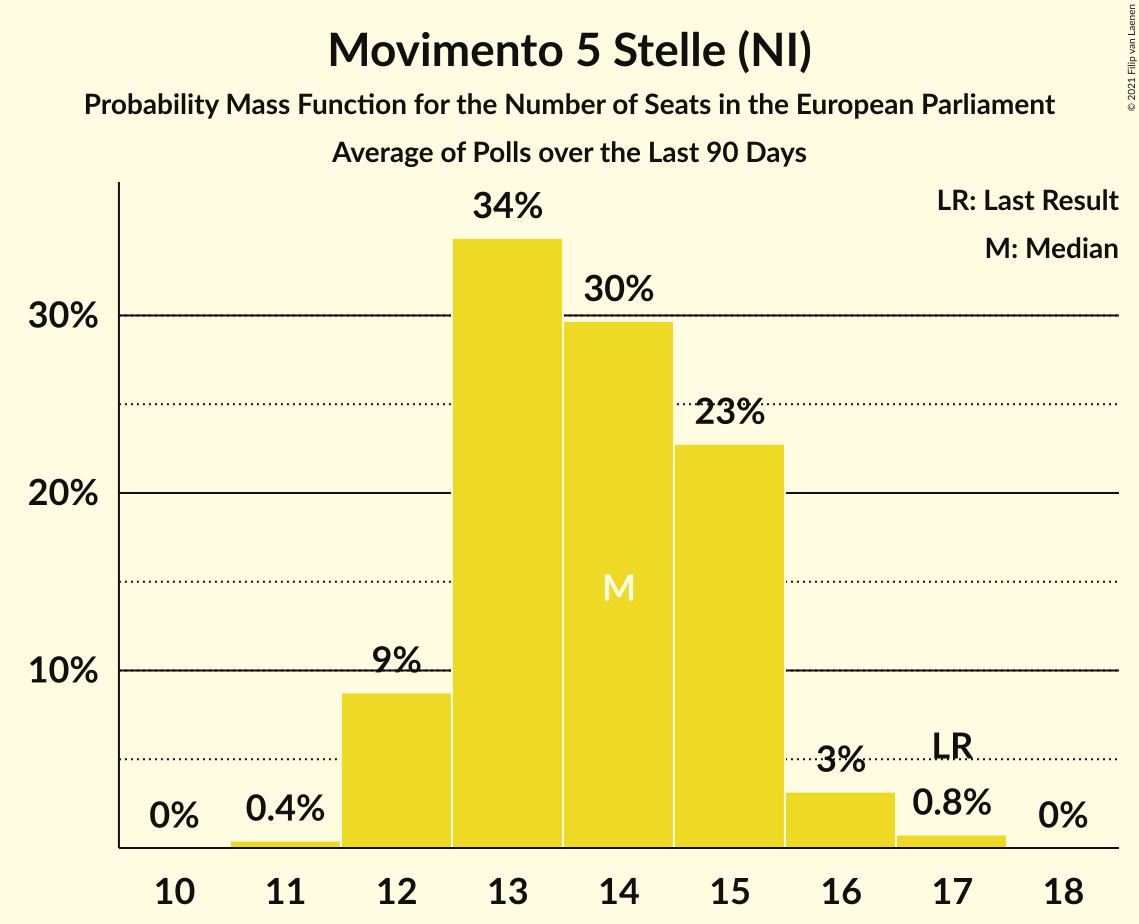 Movimento 5 Stelle (NI)
Probability Mass Function for the Number of Seats in the European Parliament
Average of Polls over the Last 90 Days
© 2021 Filip van Laenen
LR: Last Result
M: Median
34%
30%
30%
23%
20%
M
10%
9%
LR
3%
0.8%
0.4%
0%
0%
10 11 12 13 14 15 16 17 18